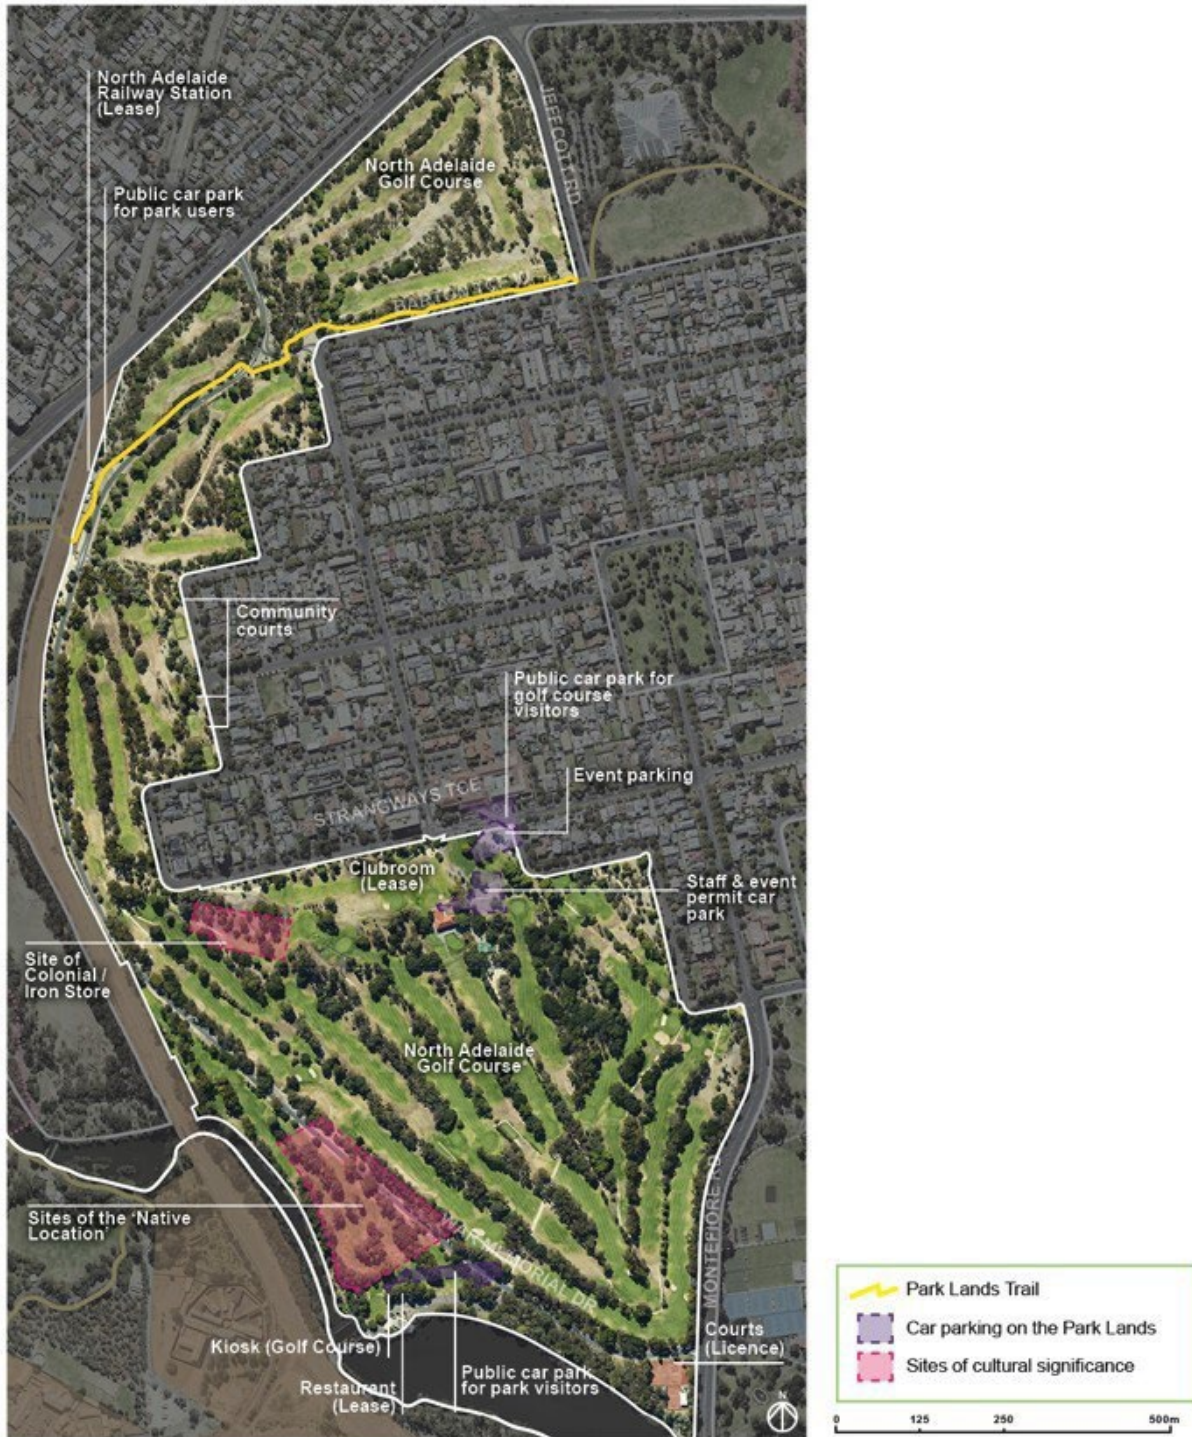 North Adelaide
Railway Station
(Lease)
Public car park
for park users
North Adelaide
Golf Course
JEFFCOTT RD
Community
courts
Public car park for
golf course
visitors
Event parking
STRANGWAYS TCE
Clubroom
(Lease)
Staff & event
permit car
park
Site of
Colonial /
Iron Store
North Adelaide
Golf Course
Sites of the ‘Native
Location’
WAR MEMORIAL DR
MONTEFIORE RD
Kiosk (Golf Course)
Restaurant
(Lease)
Public car park
for park visitors
Courts
(Licence)
N
Park Lands Trail
Car parking on the Park Lands
Sites of cultural significance
0 125 250 500m